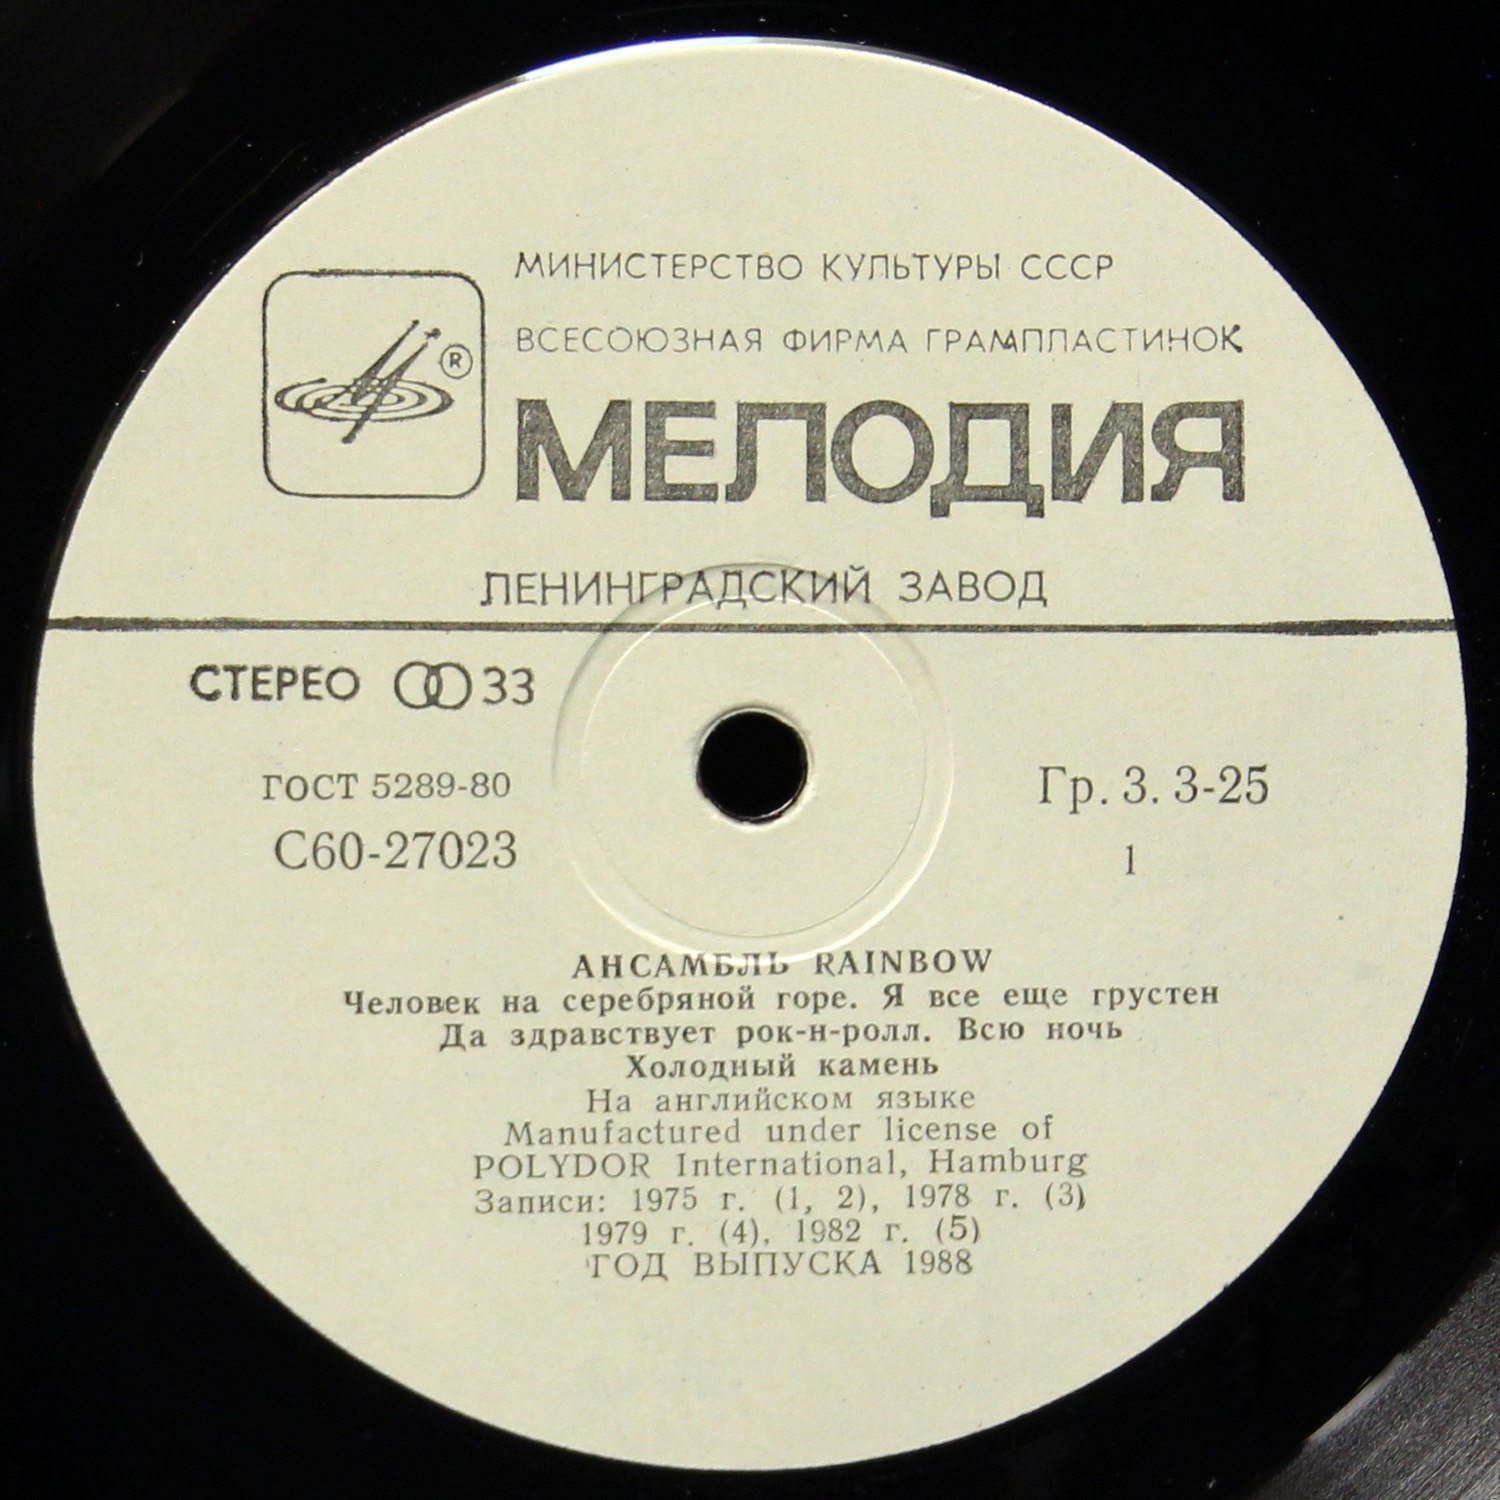 МИНИСТЕРСТВО КУЛЬТУРЫ СССР
ВСЕСОЮЗНАЯ ФИРМА ГРАМПЛАСТИНОК
®
МЕЛОДИЯ
ЛЕНИНГРАДСКИЙ ЗАВОД
СТЕРЕО 33
ГОСТ 5289-80
Гр. 3. 3-25
С60-27023
1
АНСАМБЛЬ RAINBOW
Человек на серебряной горе. Я все еще грустен
Да здравствует рок-н-ролл. Всю ночь
Холодный камень
На английском языке
Manufactured under license of
POLYDOR International, Hamburg
Записи: 1975 г. (1, 2), 1978 г. (3)
1979 г. (4), 1982 г. (5)
ГОД ВЫПУСКА 1988